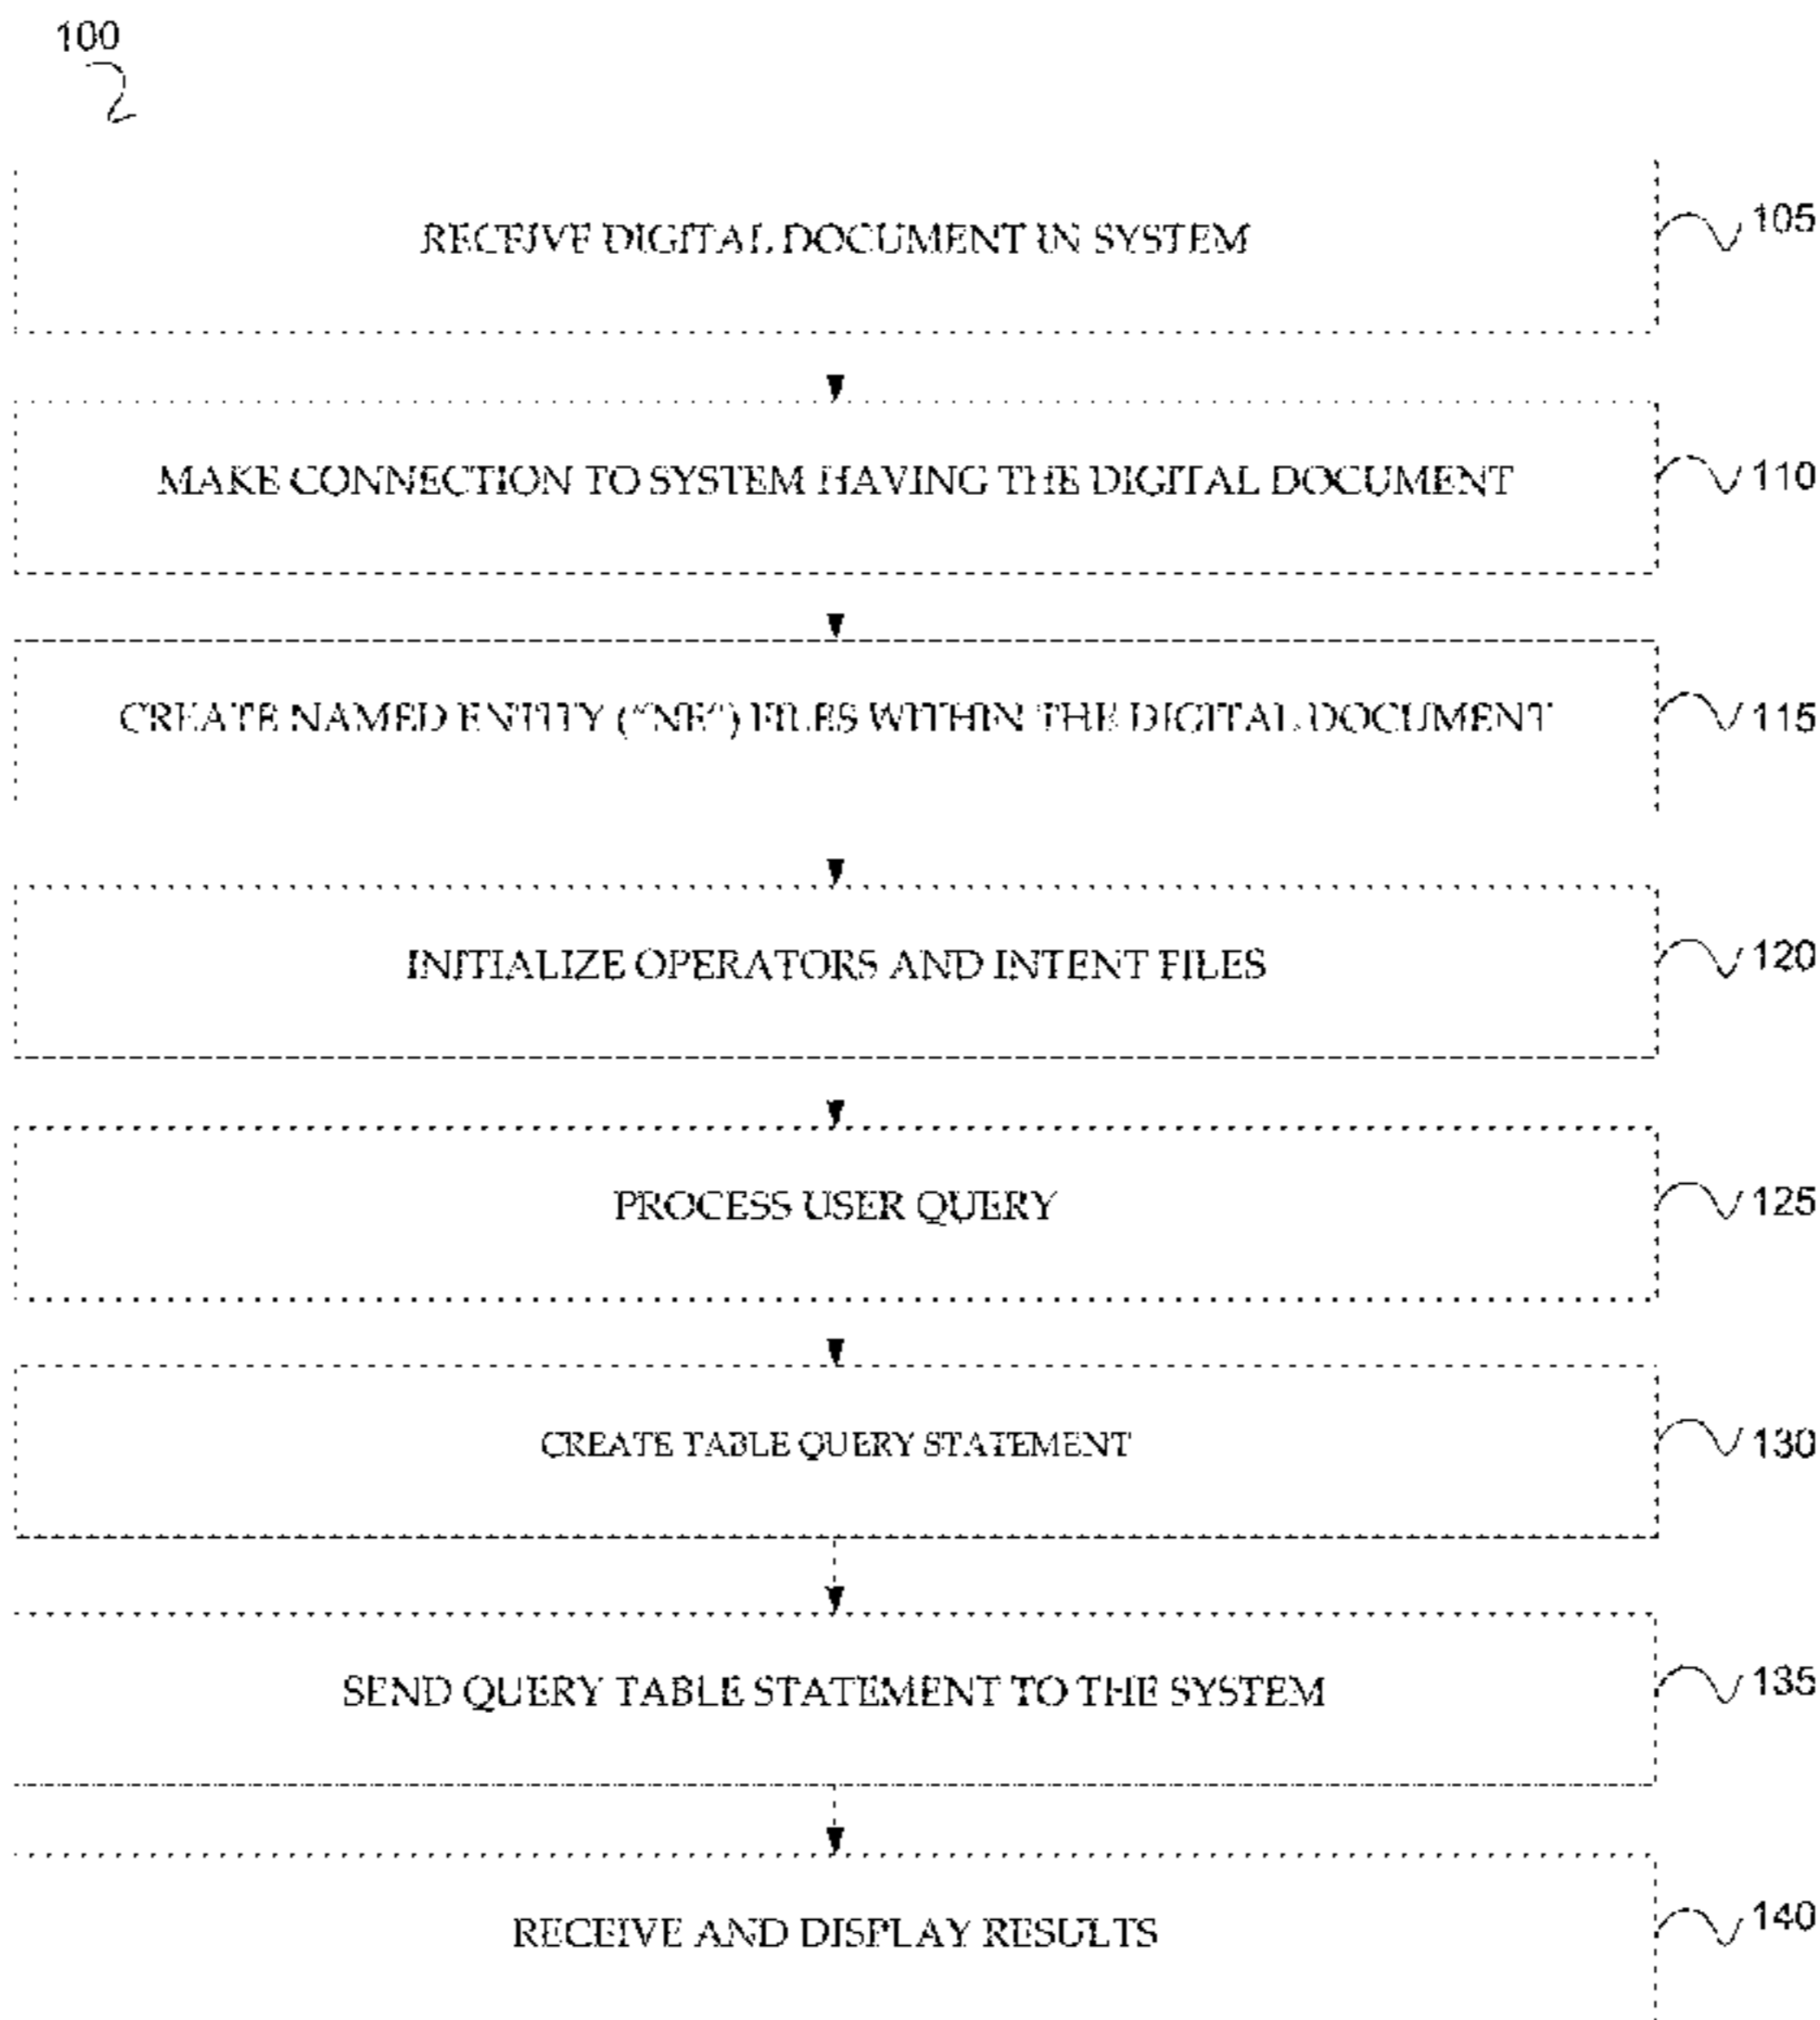 100
RECEIVE DIGITAL DOCUMENT IN SYSTEM
105
MAKE CONNECTION TO SYSTEM HAVING THE DIGITAL DOCUMENT
110
CREATE NAMED ENTITY ("NE") FILES WITHIN THE DIGITAL DOCUMENT
115
INITIALIZE OPERATORS AND INTENT FILES
120
PROCESS USER QUERY
125
CREATE TABLE QUERY STATEMENT
130
SEND QUERY TABLE STATEMENT TO THE SYSTEM
135
RECEIVE AND DISPLAY RESULTS
140